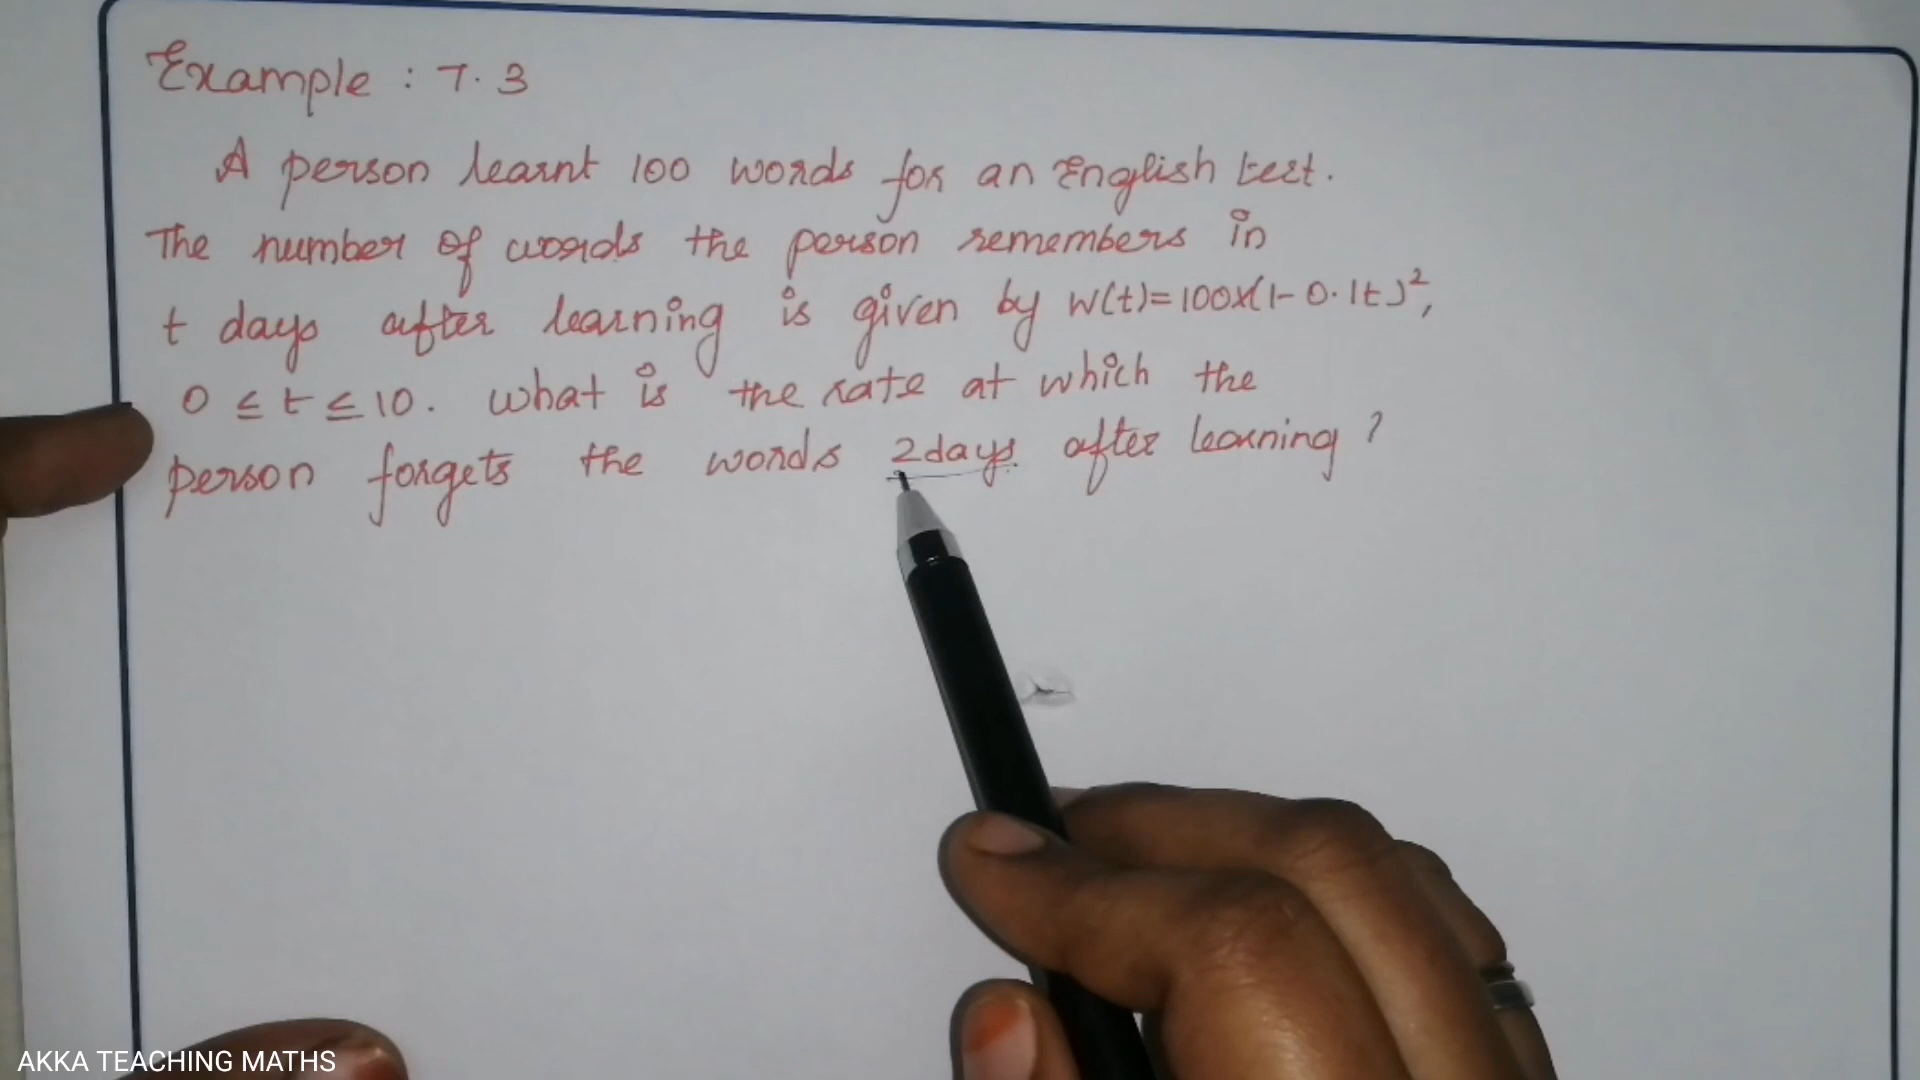 Example : 7.3
A person learnt 100 words for an English test.
The number of words the person remembers in
t days after learning is given by W(t)=100×(1-0.1t)²,
0 ≤ t ≤ 10. What is the rate at which the
person forgets the words 2days after learning?
AKKA TEACHING MATHS